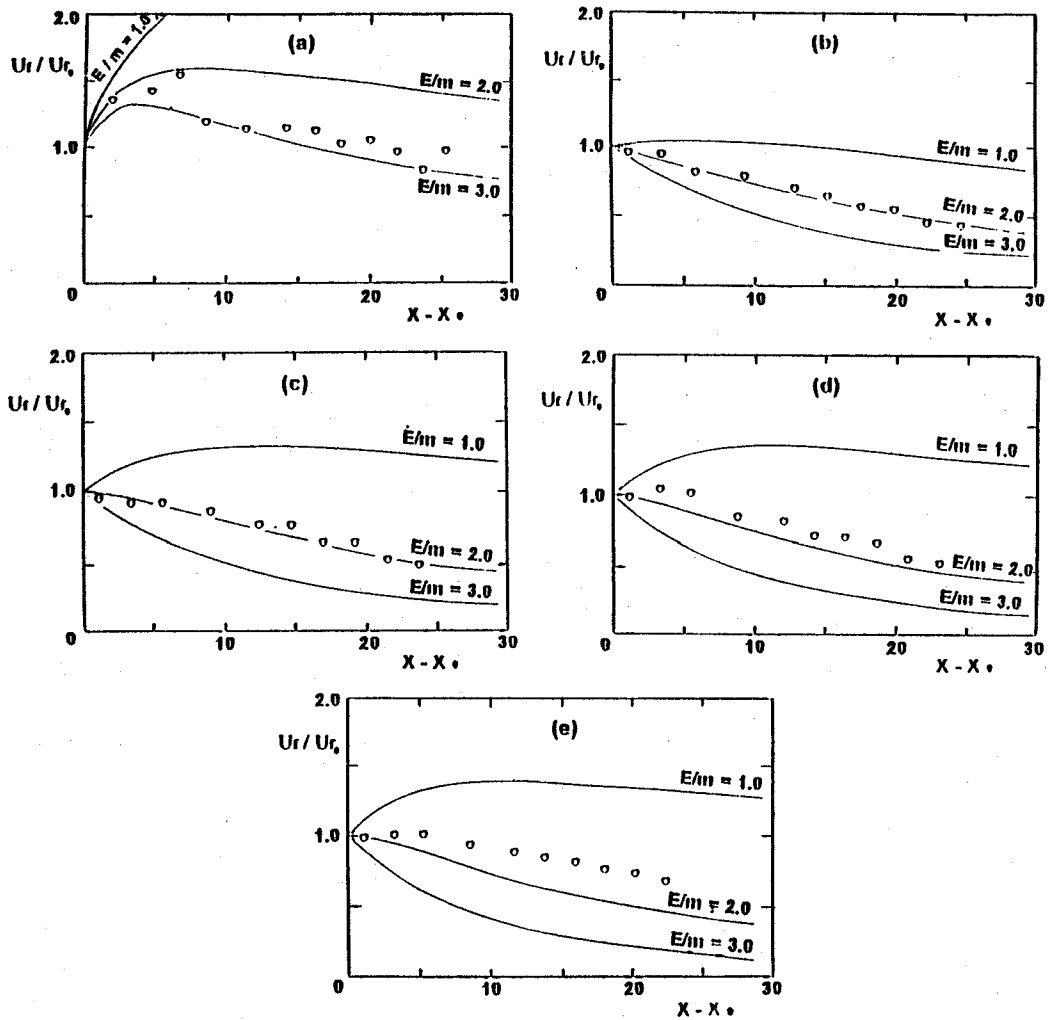 2.0
(a)
E/m = 1.0
Ur / Ur₀
E/m = 2.0
1.0
E/m = 3.0
0
10
20
30
X - X₀
2.0
(b)
Ur / Ur₀
1.0
E/m = 1.0
E/m = 2.0
E/m = 3.0
0
10
20
30
X - X₀
2.0
(c)
Ur / Ur₀
E/m = 1.0
1.0
E/m = 2.0
E/m = 3.0
0
10
20
30
X - X₀
2.0
(d)
Ur / Ur₀
E/m = 1.0
1.0
E/m = 2.0
E/m = 3.0
0
10
20
30
X - X₀
2.0
(e)
Ur / Ur₀
E/m = 1.0
1.0
E/m = 2.0
E/m = 3.0
0
10
20
30
X - X₀